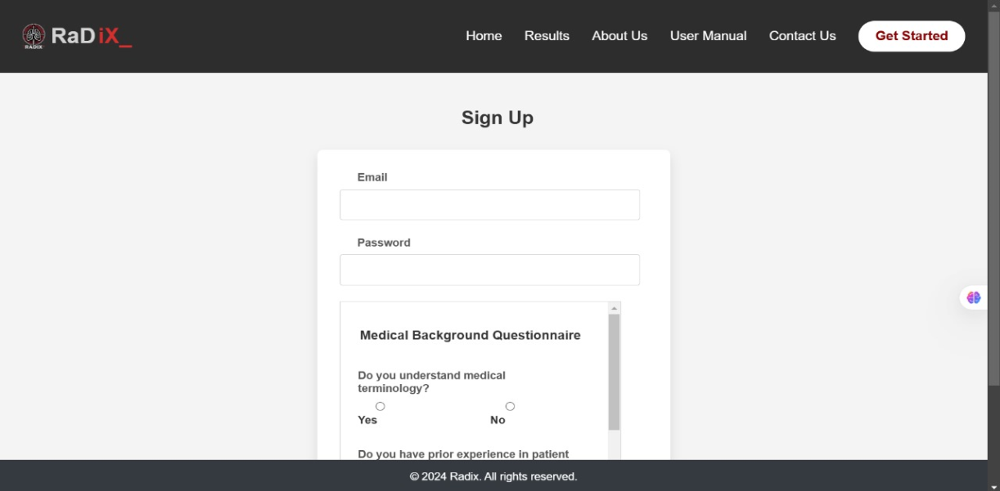 RADIX
RaDiX_
Home Results About Us User Manual Contact Us Get Started
Sign Up
Email
Password
Medical Background Questionnaire
Do you understand medical
terminology?
Yes No
Do you have prior experience in patient
© 2024 Radix. All rights reserved.